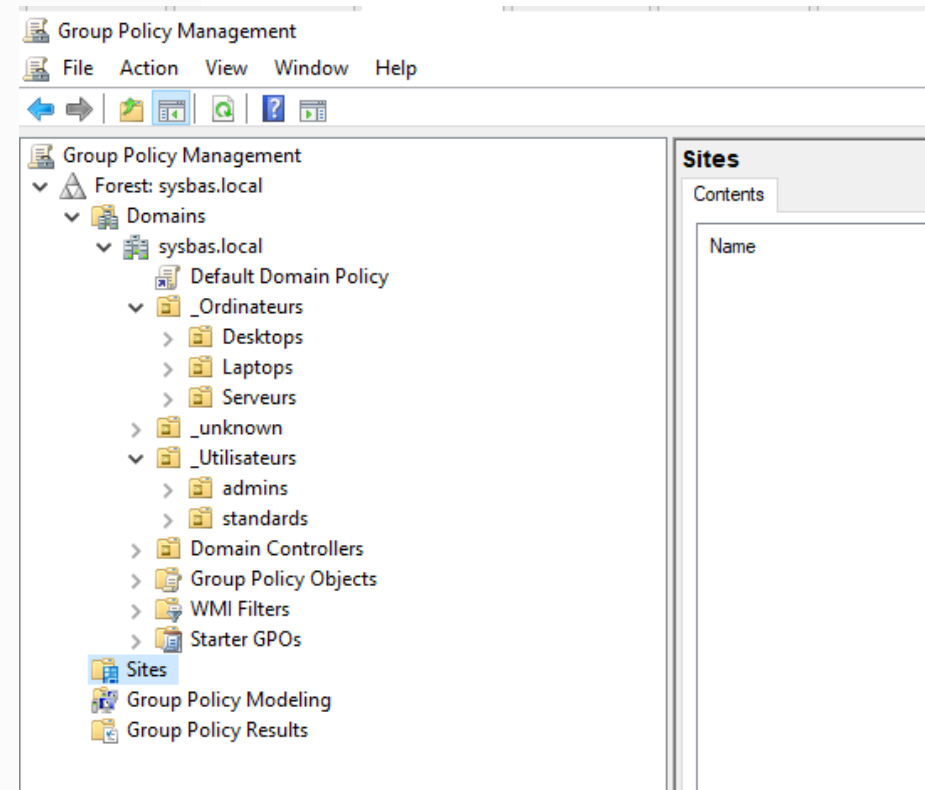 Group Policy Management
File Action View Window Help
Group Policy Management
Forest: sysbas.local
Domains
sysbas.local
Default Domain Policy
_Ordinateurs
Desktops
Laptops
Serveurs
_unknown
_Utilisateurs
admins
standards
Domain Controllers
Group Policy Objects
WMI Filters
Starter GPOs
Sites
Group Policy Modeling
Group Policy Results
Sites
Contents
Name